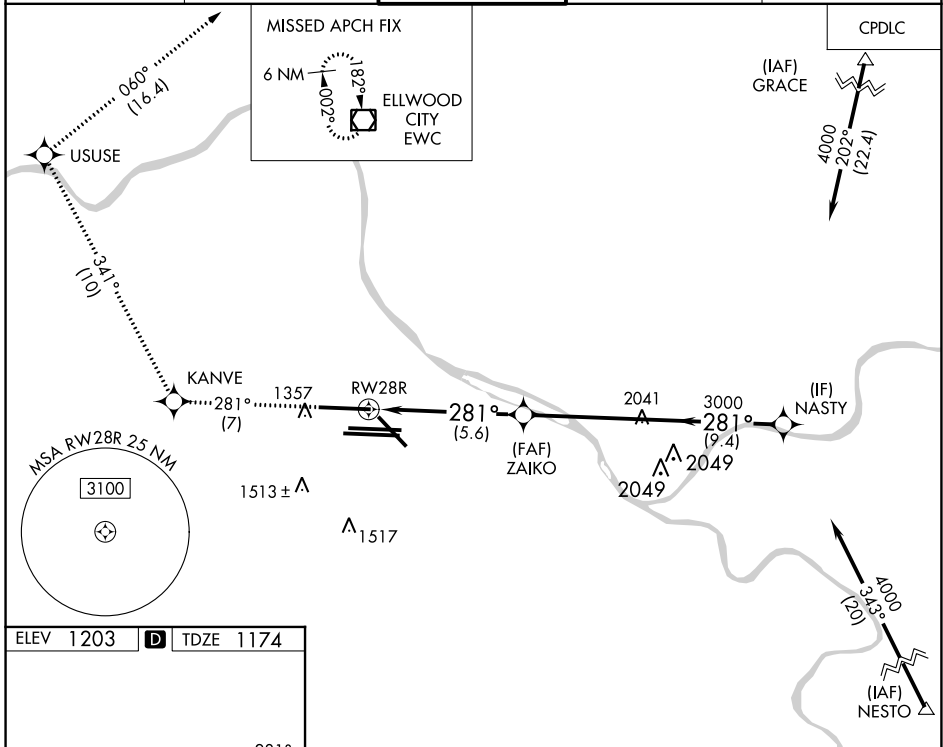 MISSED APCH FIX
6 NM
182°
002°
ELLWOOD
CITY
EWC
CPDLC
(IAF)
GRACE
4000
202°
(22.4)
060°
(16.4)
USUSE
341°
(10)
KANVE
281°
(7)
1357
RW28R
281°
(5.6)
(FAF)
ZAIKO
2041
3000
281°
(9.4)
(IF)
NASTY
2049
2049
MSA RW28R 25 NM
3100
1513 ±
1517
4000
343°
(20)
(IAF)
NESTO
ELEV 1203 D TDZE 1174